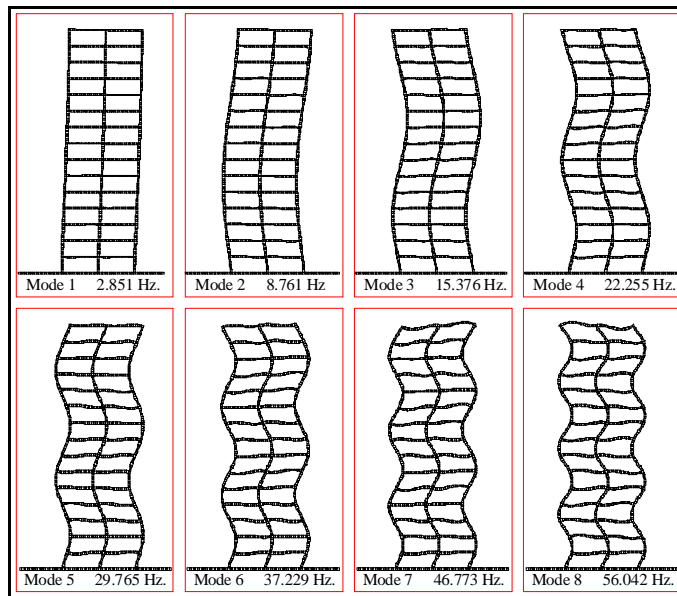 Mode 1 2.851 Hz.
Mode 2 8.761 Hz
Mode 3 15.376 Hz.
Mode 4 22.255 Hz.
Mode 5 29.765 Hz.
Mode 6 37.229 Hz.
Mode 7 46.773 Hz.
Mode 8 56.042 Hz.